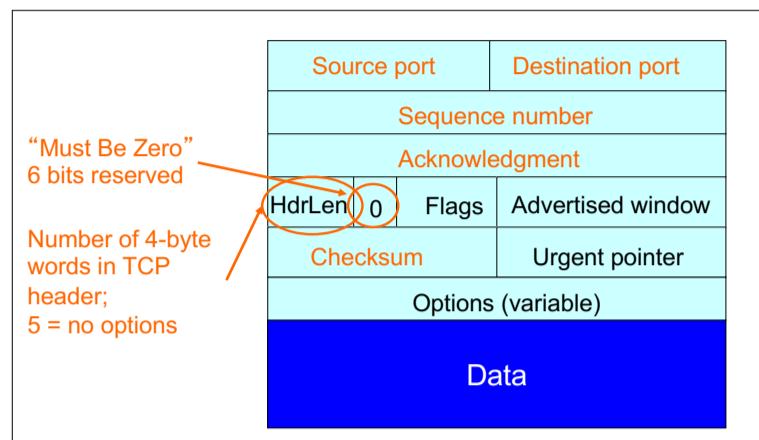 Source port
Destination port
Sequence number
“Must Be Zero”
6 bits reserved
Acknowledgment
HdrLen
0
Flags
Advertised window
Number of 4-byte
words in TCP
header;
5 = no options
Checksum
Urgent pointer
Options (variable)
Data